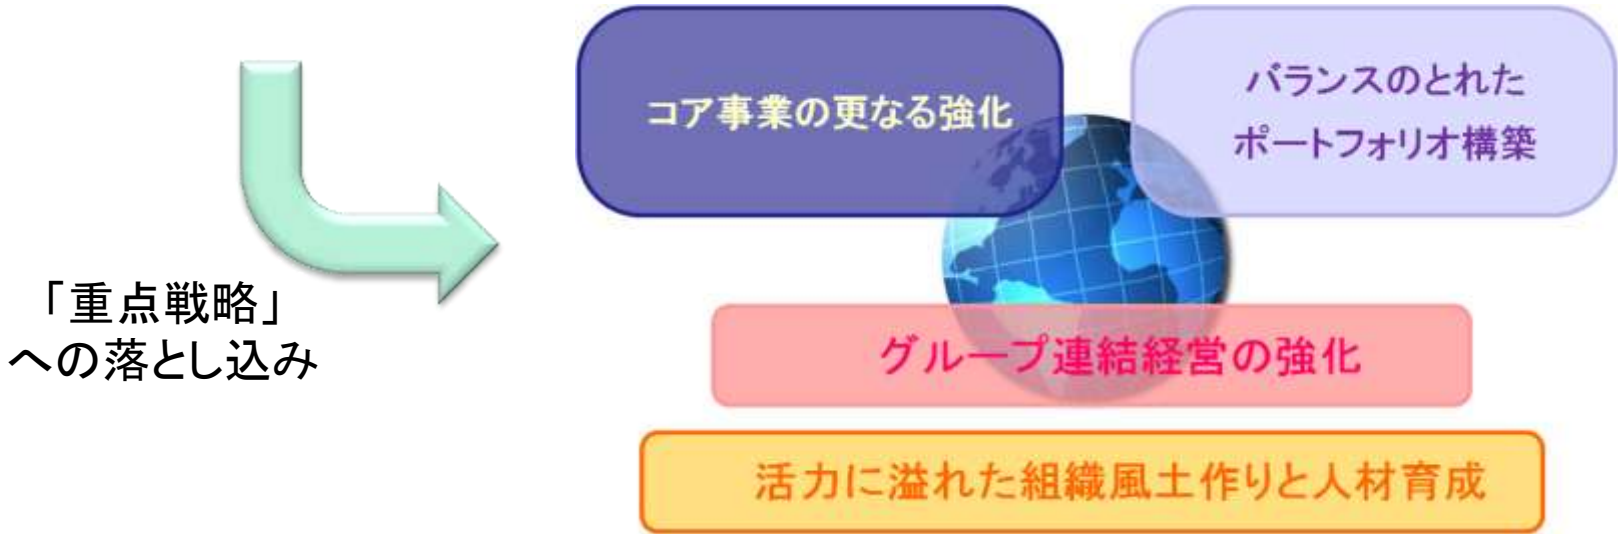 コア事業の更なる強化
バランスのとれた
ポートフォリオ構築
「重点戦略」
への落とし込み
グループ連結経営の強化
活力に溢れた組織風土作りと人材育成